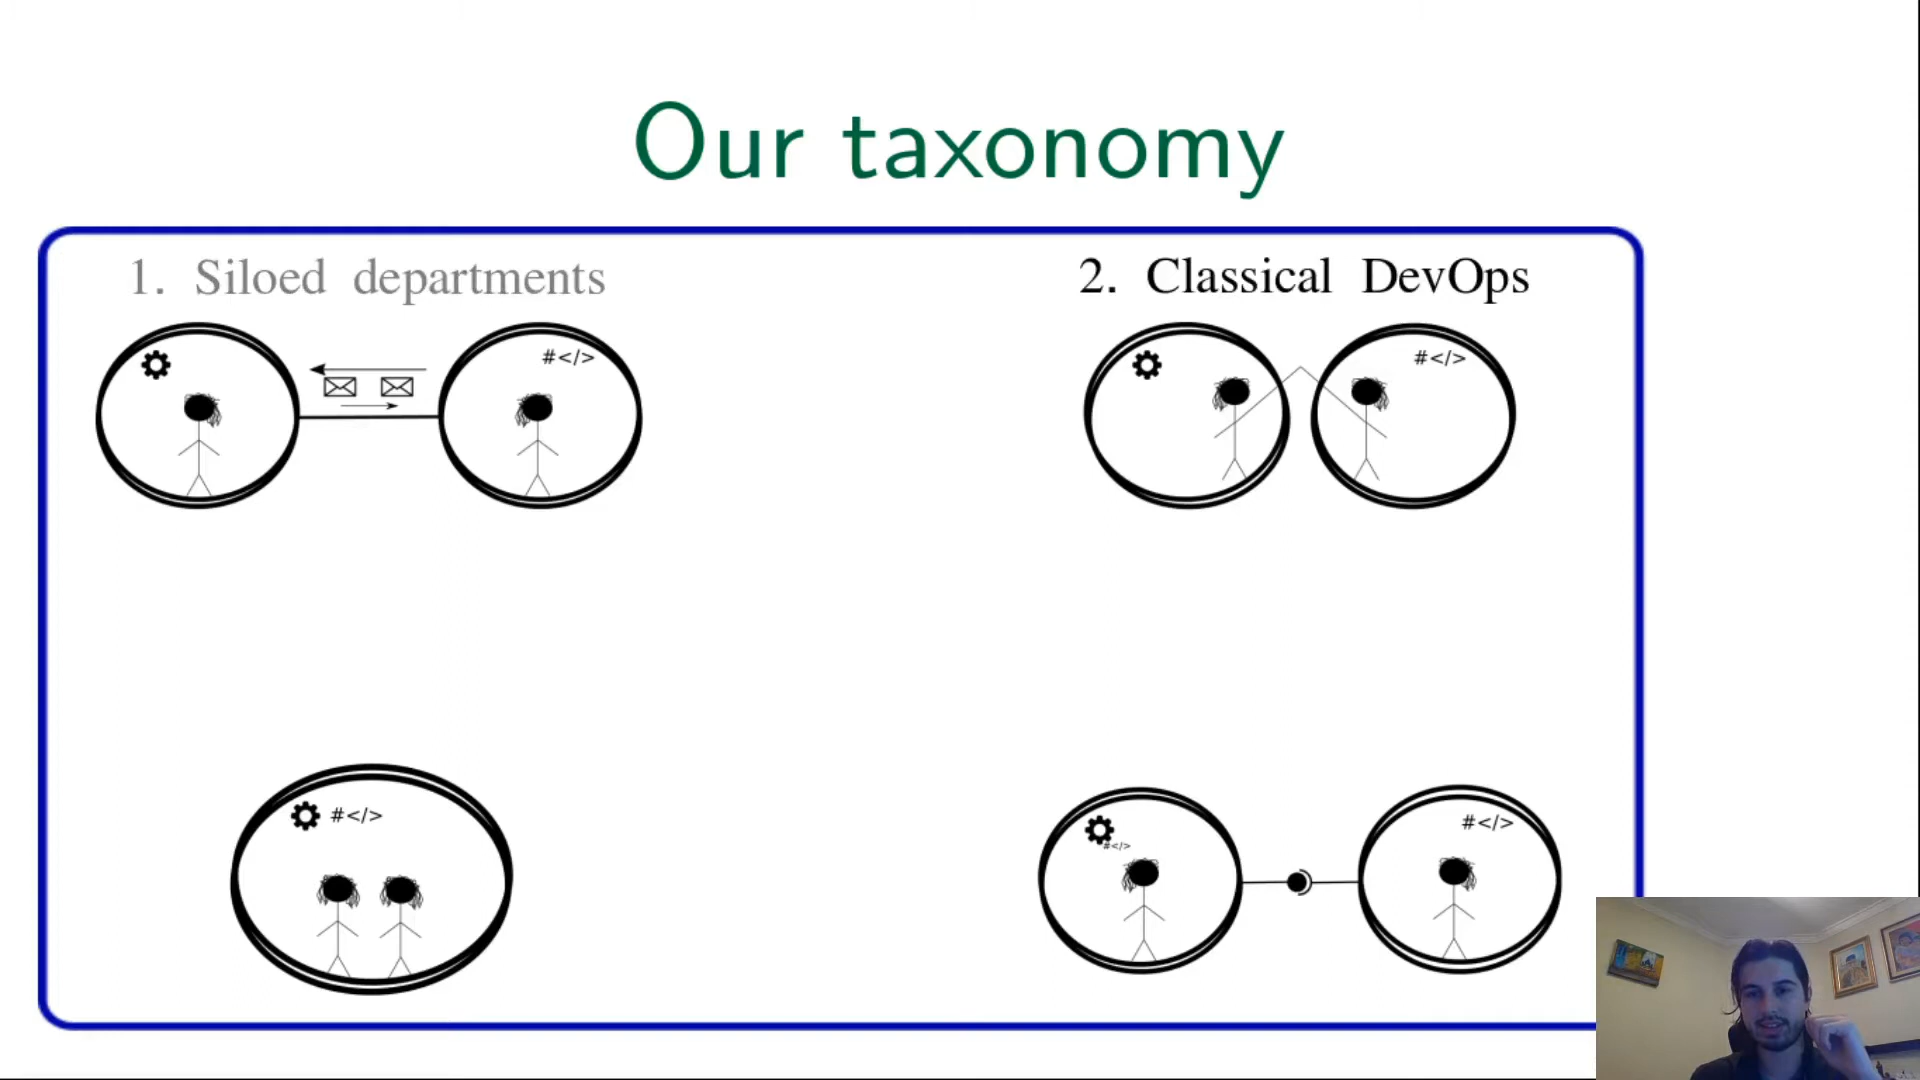 Our taxonomy
1. Siloed departments
2. Classical DevOps
#</>
#</>
#</>
#</>
#</>